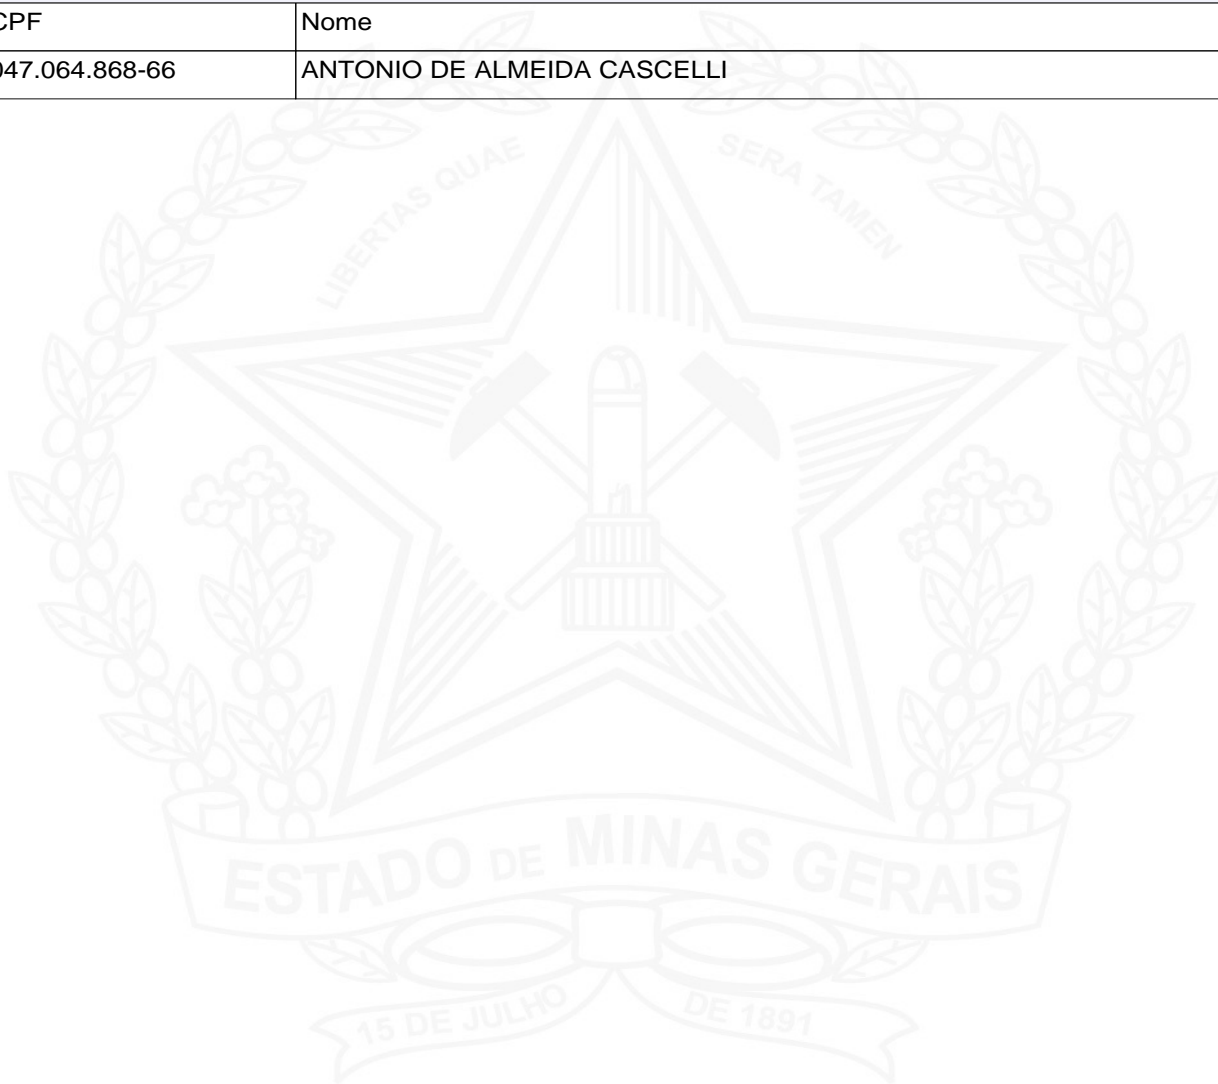 CPF Nome
047.064.868-66 ANTONIO DE ALMEIDA CASCELLI
LIBERTAS QUAE SERA TAMEN
ESTADO DE MINAS GERAIS
15 DE JULHO DE 1891